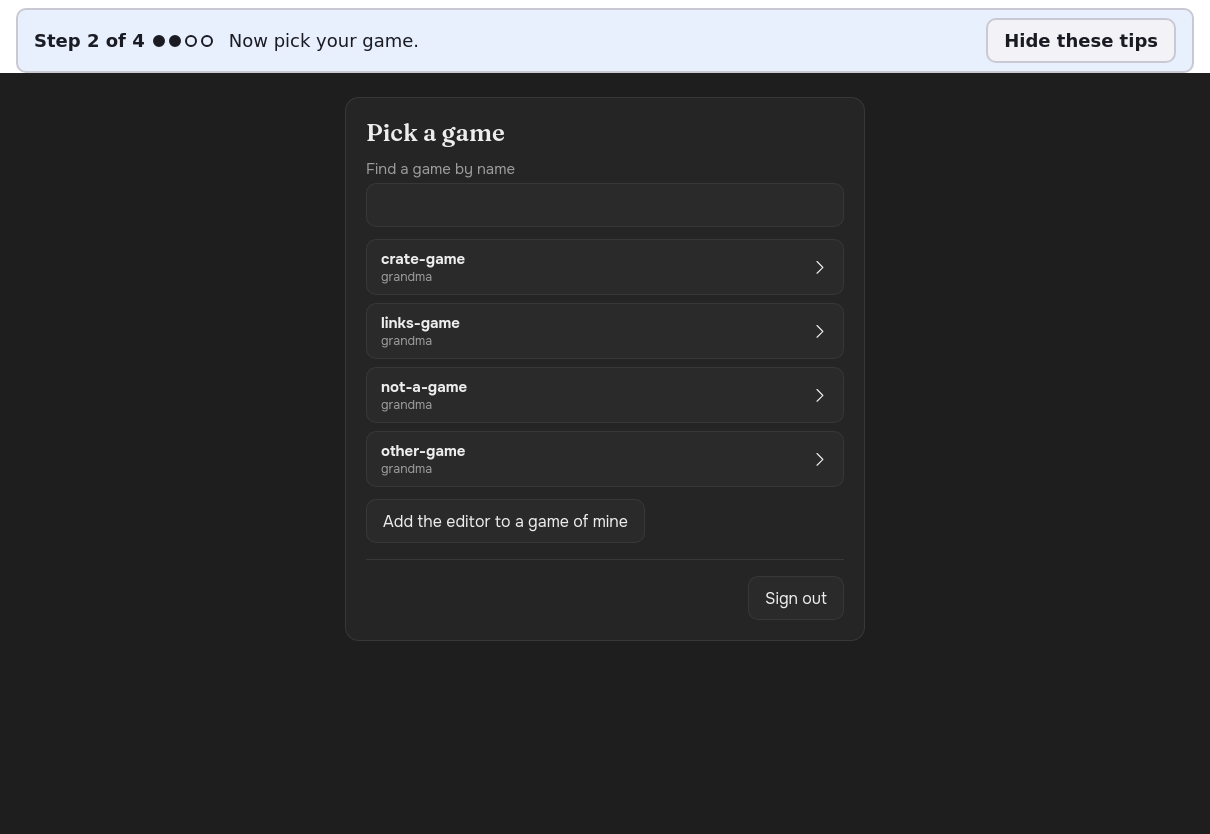 Step 2 of 4 Now pick your game.
Hide these tips
Pick a game
Find a game by name
crate-game
grandma
links-game
grandma
not-a-game
grandma
other-game
grandma
Add the editor to a game of mine
Sign out